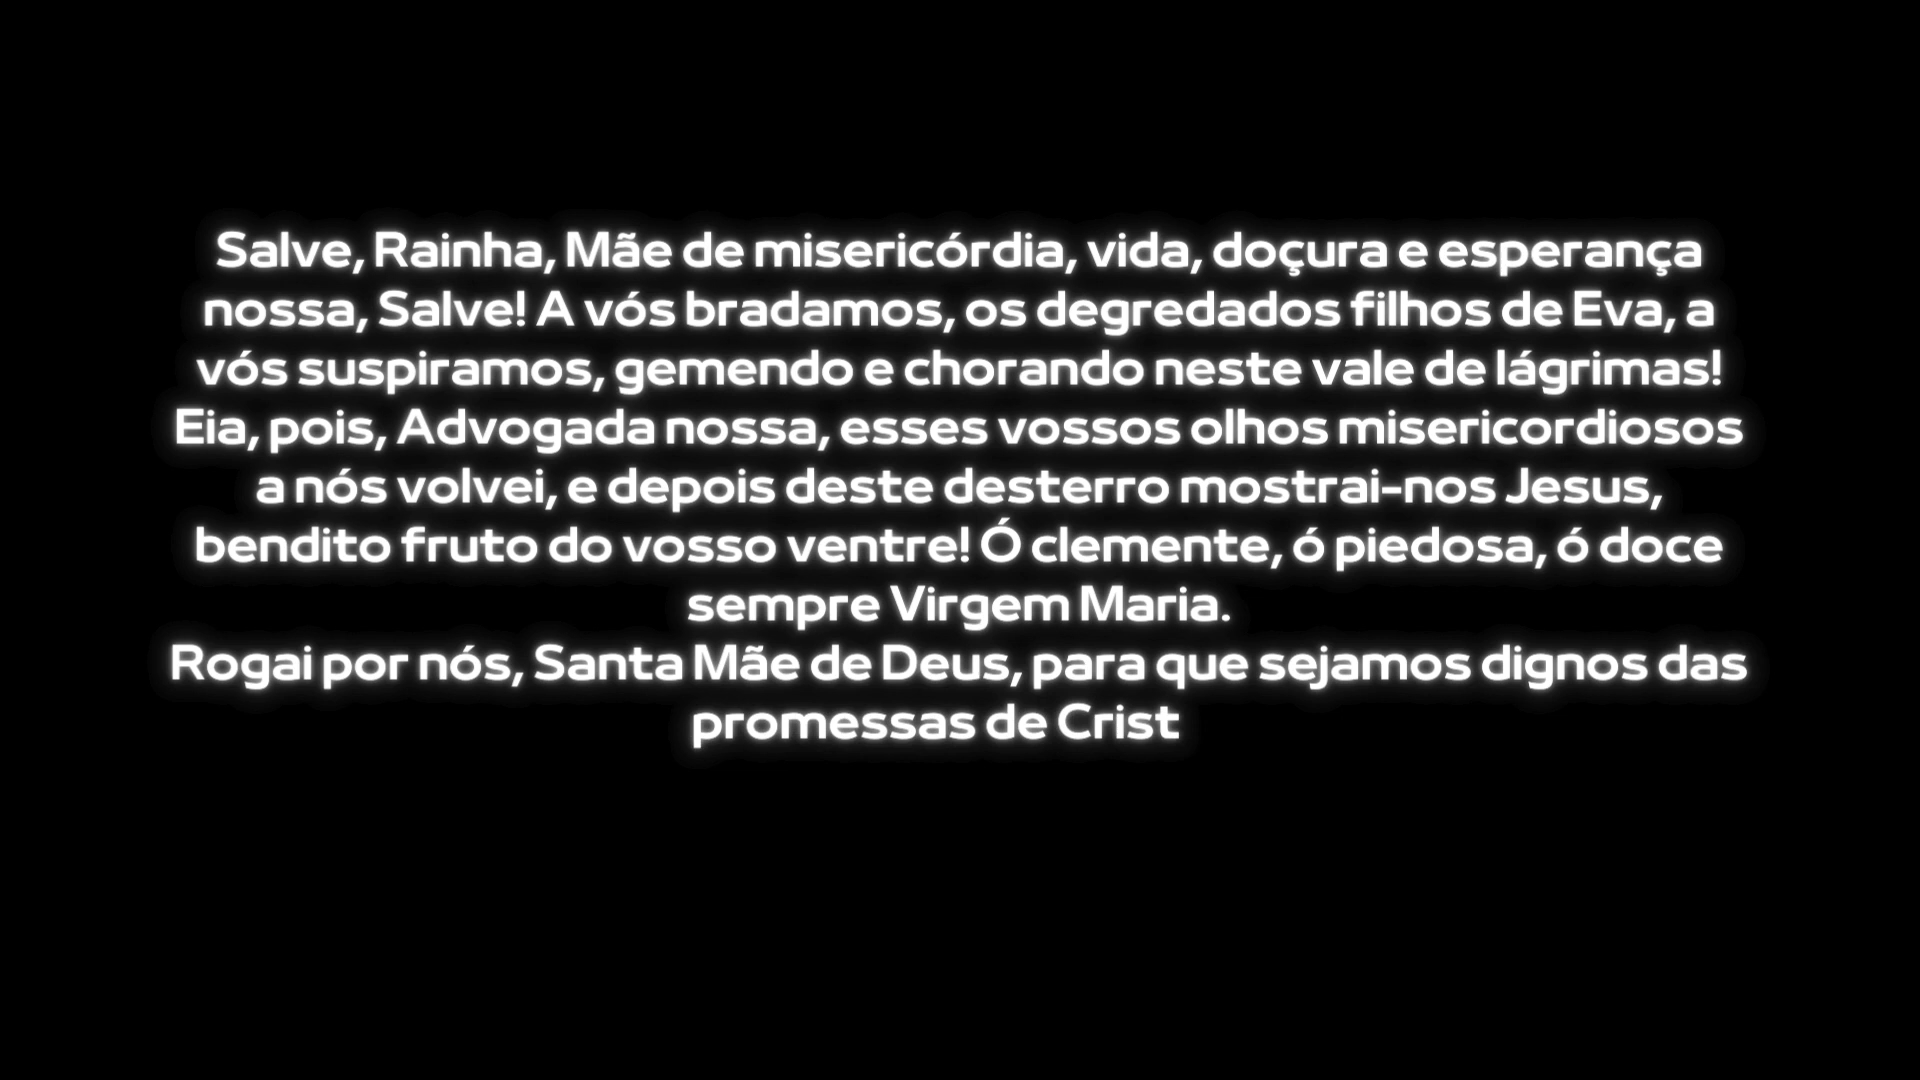 Salve, Rainha, Mãe de misericórdia, vida, doçura e esperança
nossa, Salve! A vós bradamos, os degredados filhos de Eva, a
vós suspiramos, gemendo e chorando neste vale de lágrimas!
Eia, pois, Advogada nossa, esses vossos olhos misericordiosos
a nós volvei, e depois deste desterro mostrai-nos Jesus,
bendito fruto do vosso ventre! Ó clemente, ó piedosa, ó doce
sempre Virgem Maria.
Rogai por nós, Santa Mãe de Deus, para que sejamos dignos das
promessas de Crist